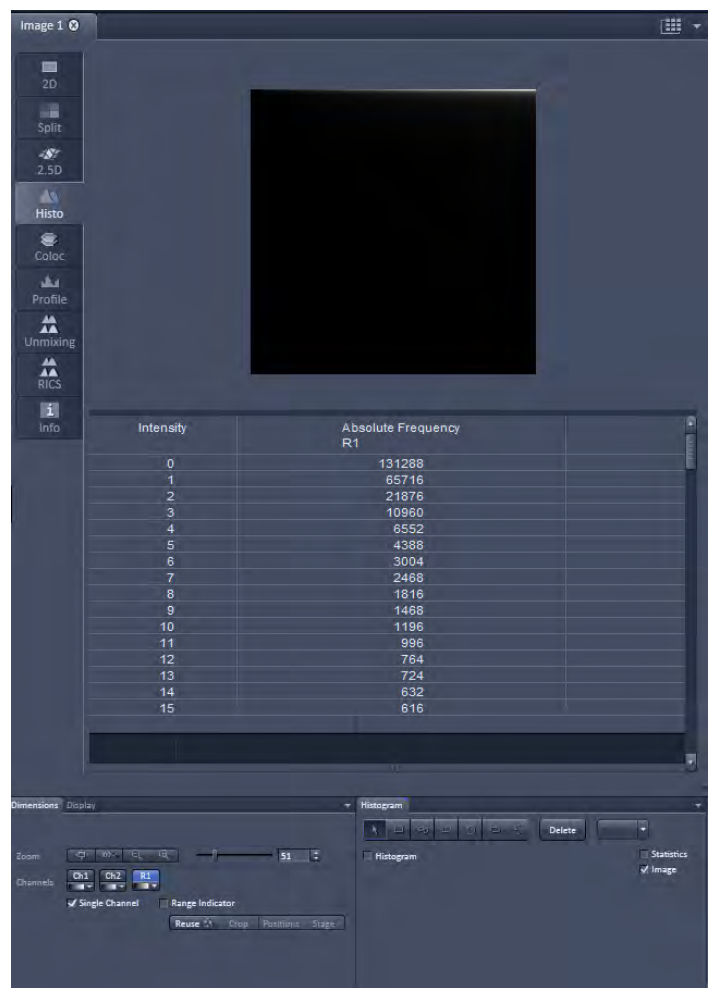 Image 1
2D
Split
2.5D
Histo
Coloc
Profile
Unmixing
RICS
i
Info
Intensity Absolute Frequency
R1
0 131288
1 65716
2 21876
3 10960
4 6552
5 4388
6 3004
7 2468
8 1816
9 1468
10 1196
11 996
12 764
13 724
14 632
15 616
Dimensions Display
Zoom 51
Channels Ch1 Ch2 R1
Single Channel Range Indicator
Reuse Crop Positions Stage
Histogram
Delete
Histogram Statistics
Image